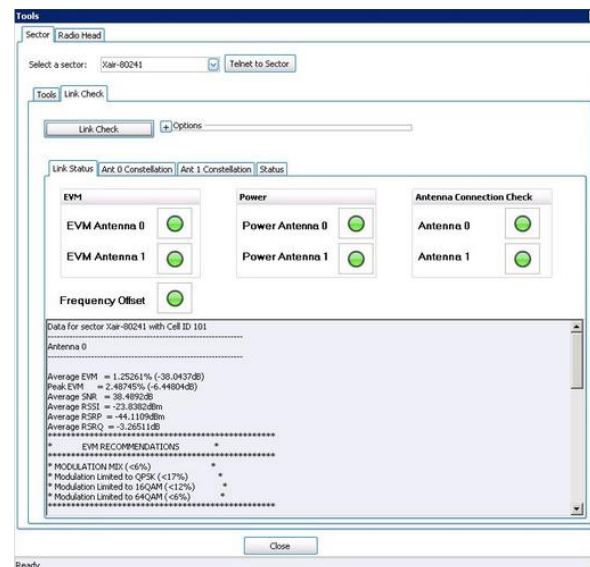 Tools
Sector Radio Head
Select a sector: Xair-80241 Telnet to Sector
Tools Link Check
Link Check + Options
Link Status Ant 0 Constellation Ant 1 Constellation Status
EVM Power Antenna Connection Check
EVM Antenna 0 Power Antenna 0 Antenna 0
EVM Antenna 1 Power Antenna 1 Antenna 1
Frequency Offset
Data for sector Xair-80241 with Cell ID 101
------------------------------------------------------
Antenna 0
------------------------------------------------------
Average EVM = 1.25261% (-38.0437dB)
Peak EVM = 2.48745% (-6.44804dB)
Average SNR = 38.4892dB
Average RSSI = -23.8382dBm
Average RSRP = -44.1109dBm
Average RSRQ = -3.26511dB
************************************************
* EVM RECOMMENDATIONS *
************************************************
* MODULATION MIX (<6%) *
* Modulation Limited to QPSK (<17%) *
* Modulation Limited to 16QAM (<12%) *
* Modulation Limited to 64QAM (<6%) *
************************************************
Close
Ready